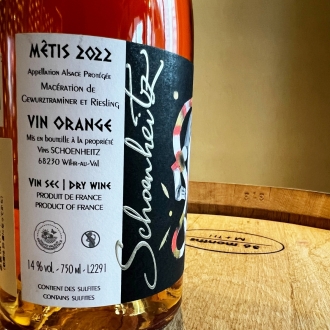 MÈTIS 2022
Appellation Alsace Protégée
Macération de
Gewurztraminer et Riesling
VIN ORANGE
Mis en bouteille à la propriété
Vins SCHOENHEITZ
68230 Wihr-au-Val
VIN SEC | DRY WINE
PRODUIT DE FRANCE
PRODUCT OF FRANCE
14 % vol - 750 ml - L2291
CONTIENT DES SULFITES
CONTAINS SULFITES
Schoenheitz